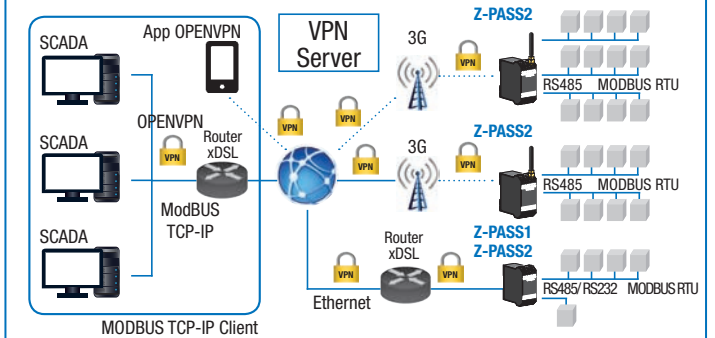 SCADA
App OPENVPN
VPN
Server
3G
Z-PASS2
VPN
RS485 MODBUS RTU
OPENVPN
VPN
Router
xDSL
VPN
VPN
VPN
SCADA
ModBUS
TCP-IP
3G
VPN
Z-PASS2
RS485 MODBUS RTU
SCADA
Ethernet
VPN
Router
xDSL
VPN
Z-PASS1
Z-PASS2
RS485/RS232 MODBUS RTU
MODBUS TCP-IP Client